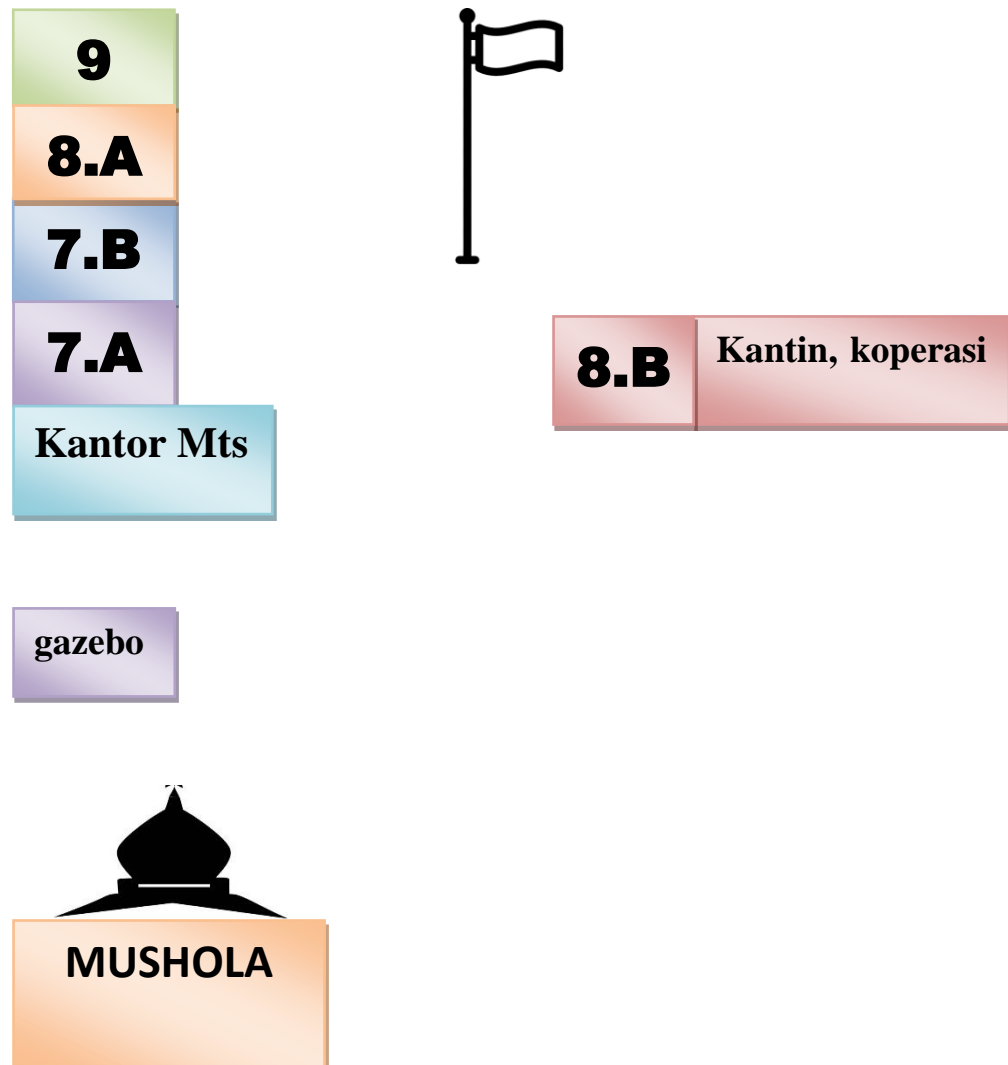 9
8.A
7.B
7.A
8.B
Kantin, koperasi
Kantor Mts
gazebo
MUSHOLA